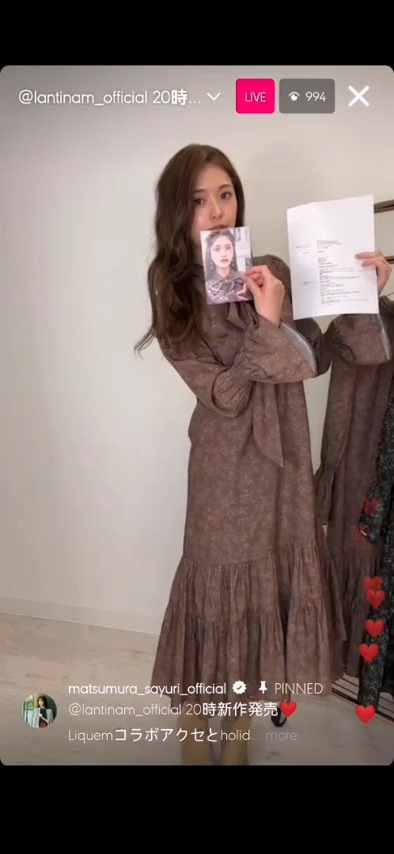 @lantinam_official 20時...
LIVE
994
matsumura_sayuri_official PINNED
@lantinam_official 20時新作発売❤️
Liquemコラボアクセとholid... more